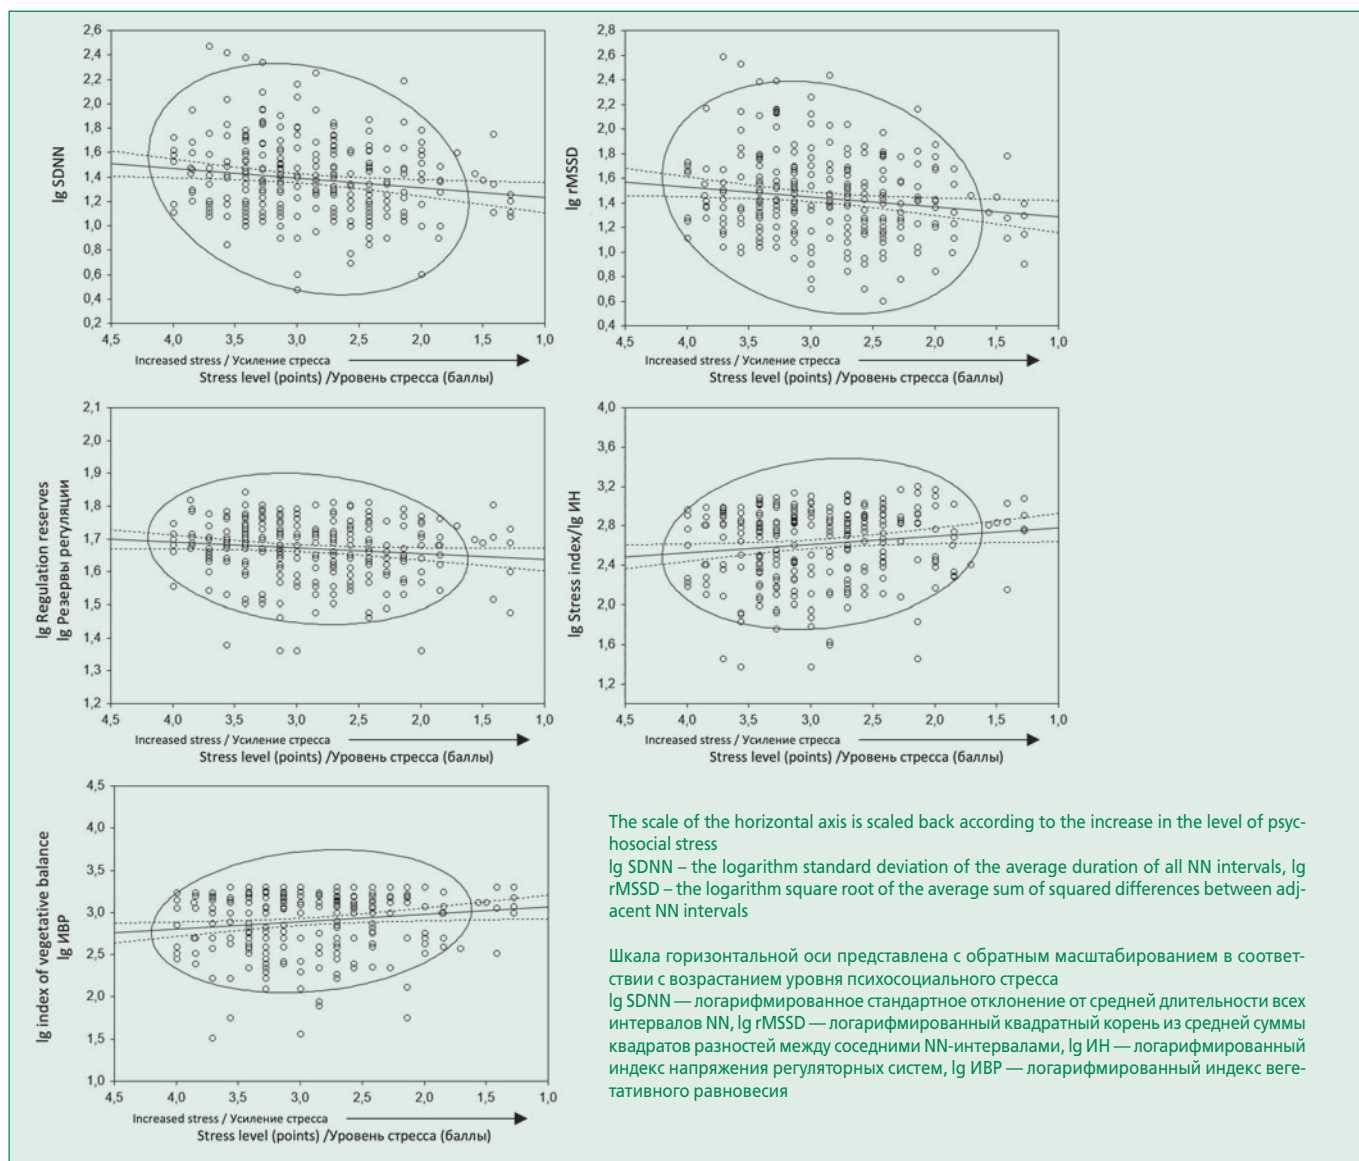 2,6
2,4
2,2
2,0
1,8
1,6
1,4
1,2
1,0
0,8
0,6
0,4
0,2
lg SDNN
4,5 4,0 3,5 3,0 2,5 2,0 1,5 1,0
Increased stress / Усиление стресса
Stress level (points) /Уровень стресса (баллы)
2,8
2,4
2,2
2,0
1,8
1,6
1,4
1,2
1,0
0,8
0,6
0,4
lg rMSSD
4,5 4,0 3,5 3,0 2,5 2,0 1,5 1,0
Increased stress / Усиление стресса
Stress level (points) /Уровень стресса (баллы)
2,1
2,0
1,9
1,8
1,7
1,6
1,5
1,4
1,3
1,2
lg Regulation reserves
lg Резервы регуляции
4,5 4,0 3,5 3,0 2,5 2,0 1,5 1,0
Increased stress / Усиление стресса
Stress level (points) /Уровень стресса (баллы)
4,0
3,6
3,2
2,8
2,4
2,0
1,6
1,2
lg Stress index/lg ИН
4,5 4,0 3,5 3,0 2,5 2,0 1,5 1,0
Increased stress / Усиление стресса
Stress level (points) /Уровень стресса (баллы)
4,5
4,0
3,5
3,0
2,5
2,0
1,5
1,0
lg index of vegetative balance
lg ИВР
4,5 4,0 3,5 3,0 2,5 2,0 1,5 1,0
Increased stress / Усиление стресса
Stress level (points) /Уровень стресса (баллы)
The scale of the horizontal axis is scaled back according to the increase in the level of psyc-
hosocial stress
lg SDNN – the logarithm standard deviation of the average duration of all NN intervals, lg
rMSSD – the logarithm square root of the average sum of squared differences between adj-
acent NN intervals
Шкала горизонтальной оси представлена с обратным масштабированием в соответ-
ствии с возрастанием уровня психосоциального стресса
lg SDNN — логарифмированное стандартное отклонение от средней длительности всех
интервалов NN, lg rMSSD — логарифмированный квадратный корень из средней суммы
квадратов разностей между соседними NN-интервалами, lg ИН — логарифмированный
индекс напряжения регуляторных систем, lg ИВР — логарифмированный индекс веге-
тативного равновесия